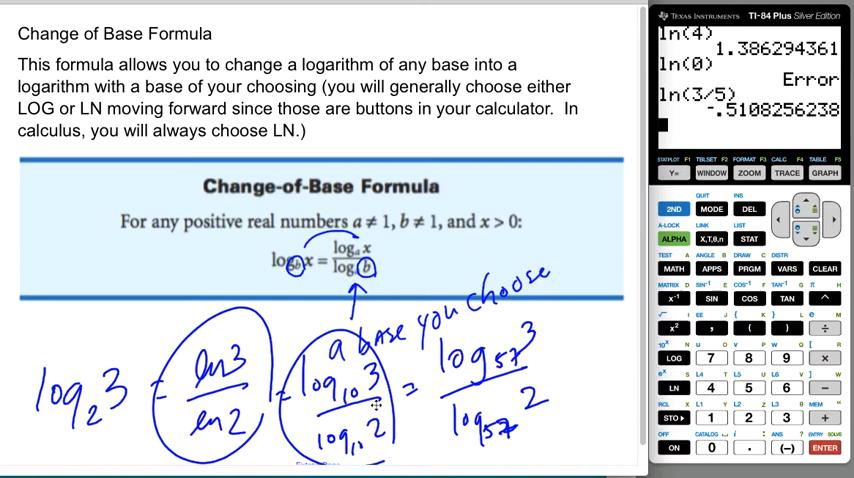 Change of Base Formula
This formula allows you to change a logarithm of any base into a
logarithm with a base of your choosing (you will generally choose either
LOG or LN moving forward since those are buttons in your calculator.  In
calculus, you will always choose LN.)
Change-of-Base Formula
For any positive real numbers a ≠ 1, b ≠ 1, and x > 0:
log_b x = log_a x / log_a b
a base you choose
log_2 3 = ln 3 / ln 2 = log_10 3 / log_10 2 = log_57 3 / log_57 2
TEXAS INSTRUMENTS TI-84 Plus Silver Edition
ln(4)
1.386294361
ln(0)
Error
ln(3/5)
-.5108256238
STATPLOT F1 TBLSET F2 FORMAT F3 CALC F4 TABLE F5
Y= WINDOW ZOOM TRACE GRAPH
QUIT INS
2ND MODE DEL
A-LOCK LINK LIST
ALPHA X,T,θ,n STAT
TEST A ANGLE B DRAW C DISTR
MATH APPS PRGM VARS CLEAR
MATRIX D SIN⁻¹ E COS⁻¹ F TAN⁻¹ G π H
x⁻¹ SIN COS TAN ^
√ I EE J { K } L e M
x² , ( ) ÷
10ˣ N u O v P w Q [ R
LOG 7 8 9 ×
eˣ S L4 T L5 U L6 V ] W
LN 4 5 6 −
RCL X L1 Y L2 Z L3 θ MEM "
STO▸ 1 2 3 +
OFF CATALOG i : ANS ? ENTRY SOLVE
ON 0 . (−) ENTER